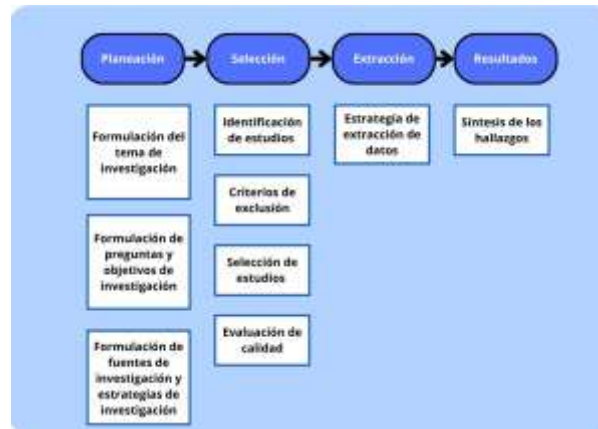 Planeación
Selección
Extracción
Resultados
Formulación del
tema de
investigación
Formulación de
preguntas y
objetivos de
investigación
Formulación de
fuentes de
investigación y
estrategias de
investigación
Identificación
de estudios
Criterios de
exclusión
Selección de
estudios
Evaluación de
calidad
Estrategia de
extracción de
datos
Síntesis de los
hallazgos